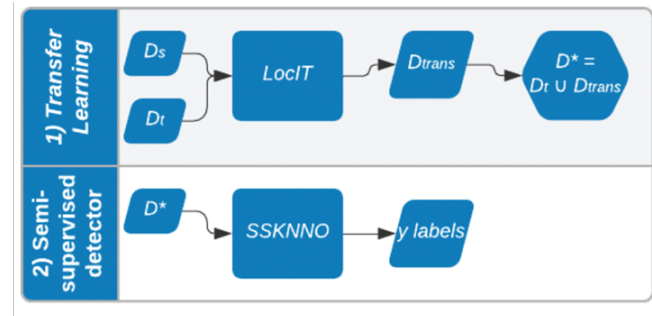 1) Transfer
Learning
Ds
Dt
LocIT
Dtrans
D* =
Dt ∪ Dtrans
2) Semi-
supervised
detector
D*
SSKNNO
y labels